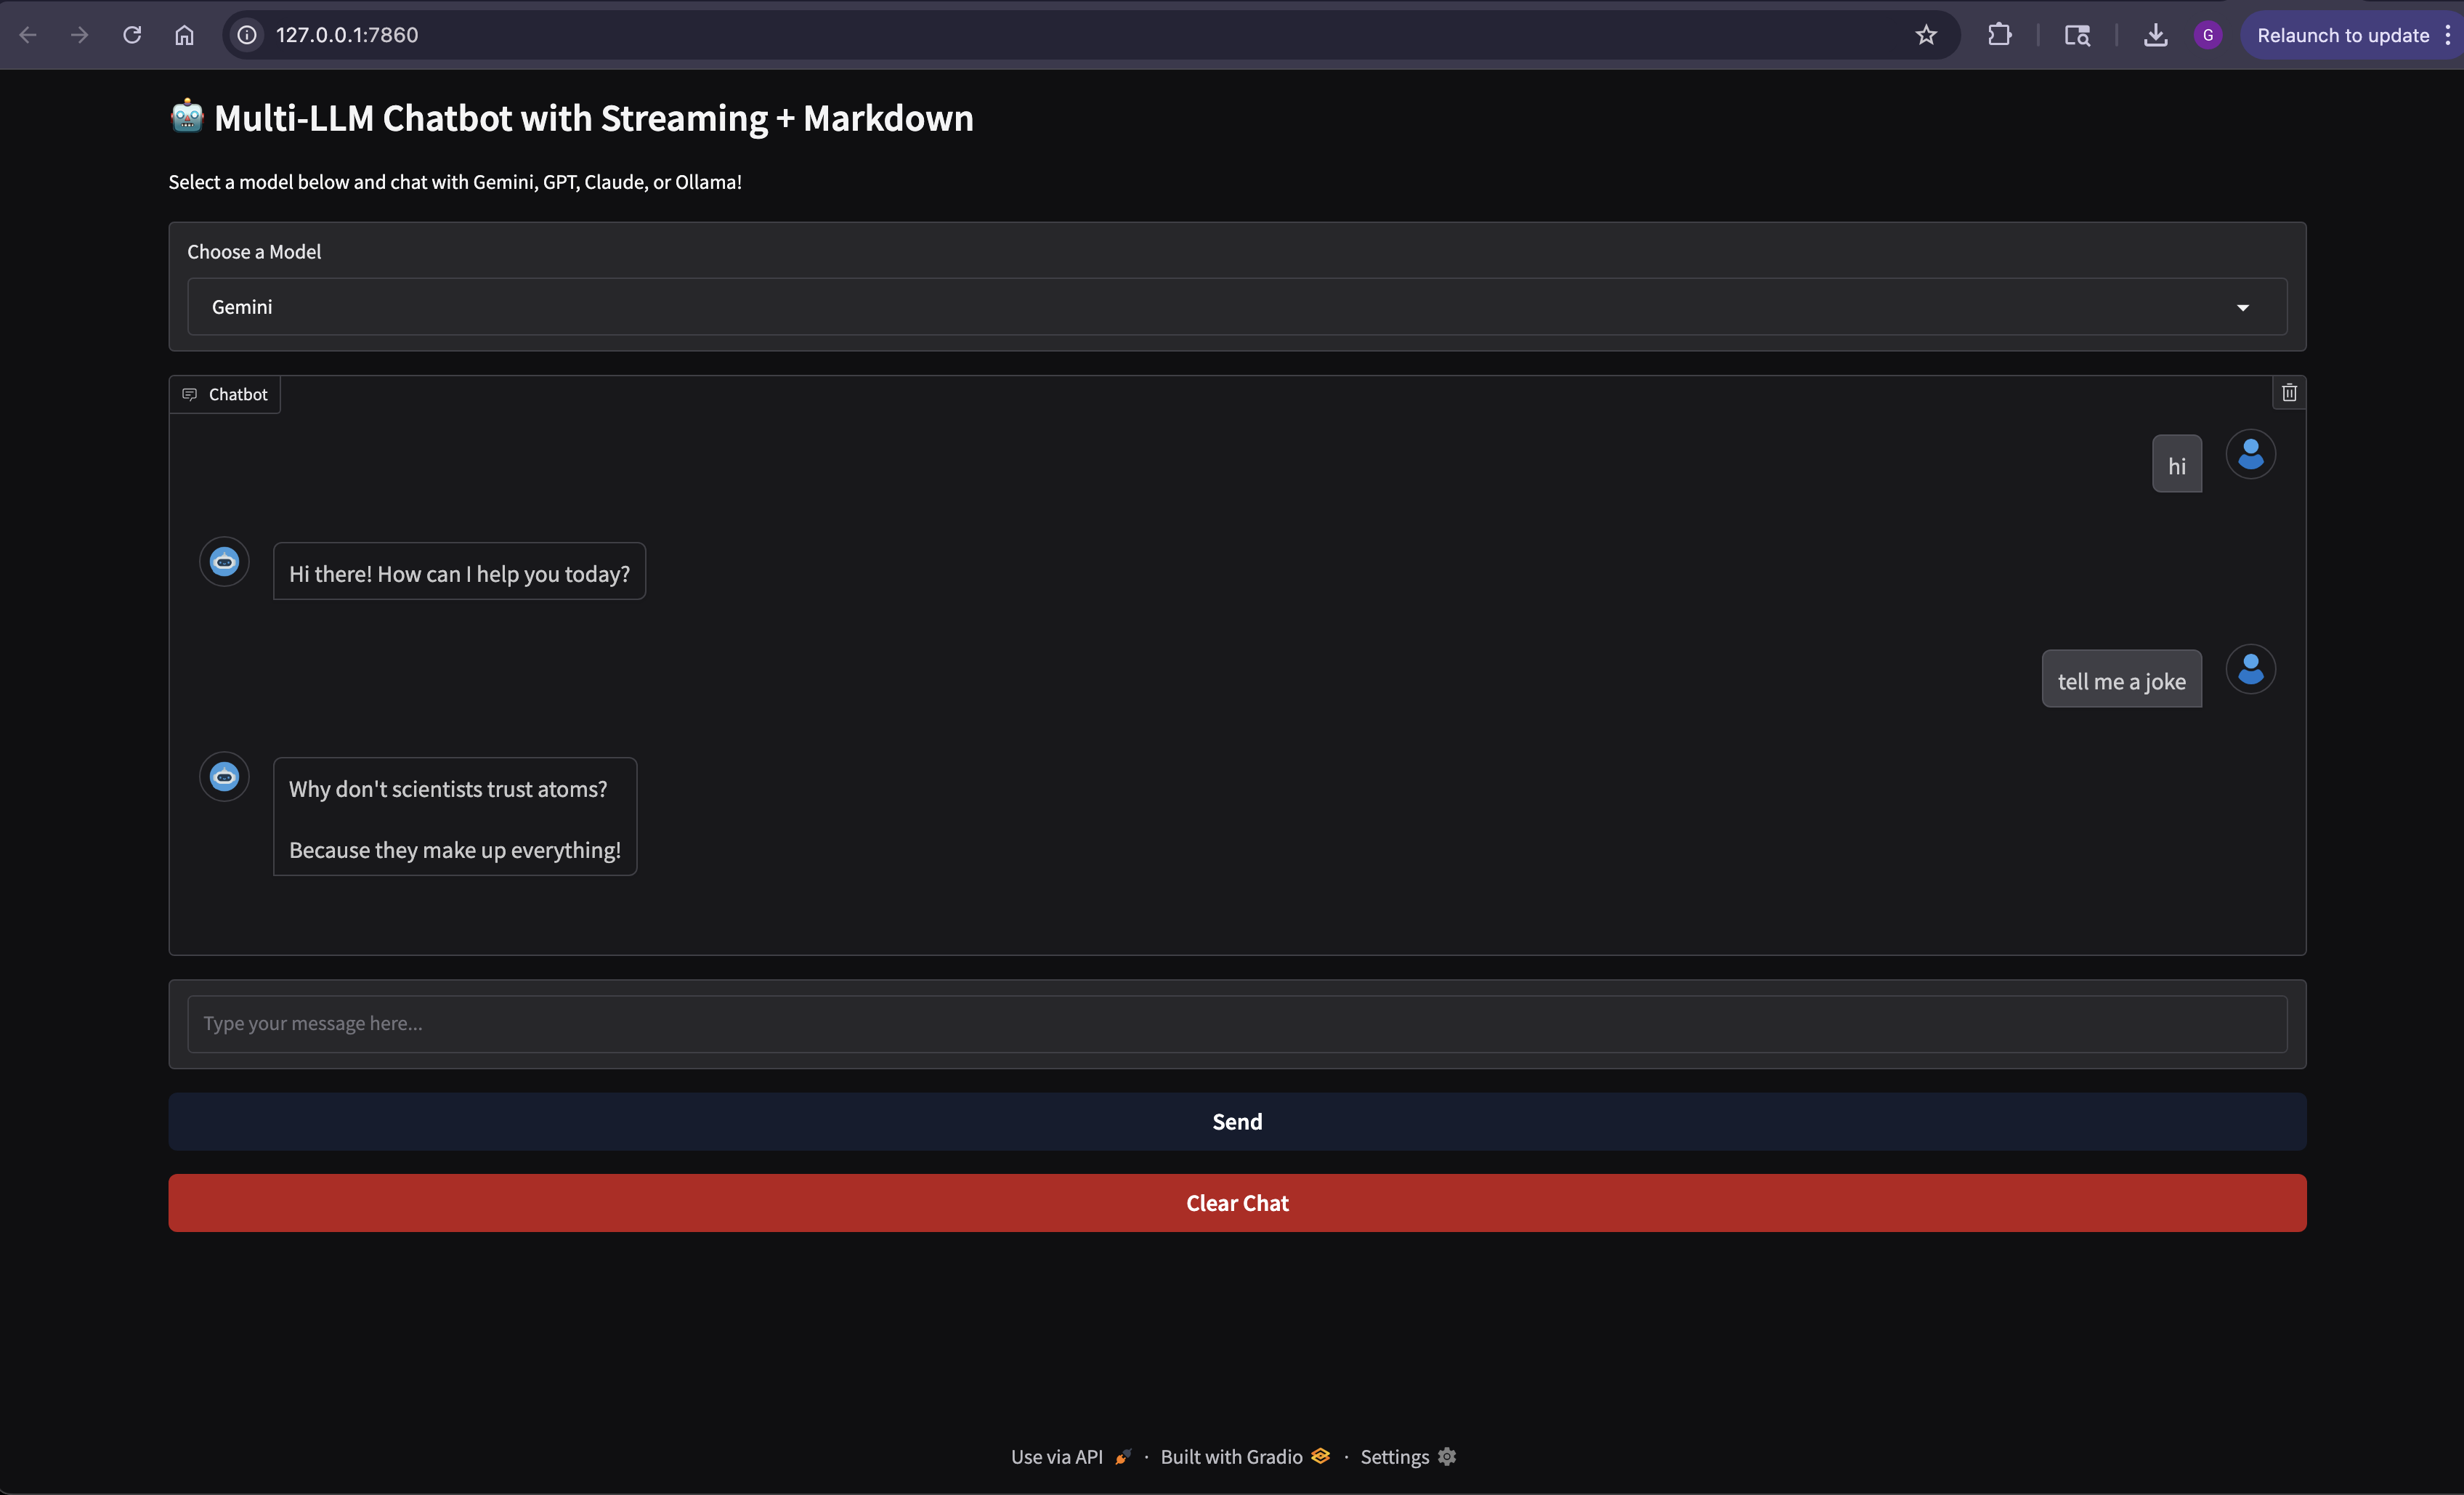 127.0.0.1:7860
G
Relaunch to update
Multi-LLM Chatbot with Streaming + Markdown
Select a model below and chat with Gemini, GPT, Claude, or Ollama!
Choose a Model
Gemini
Chatbot
hi
Hi there! How can I help you today?
tell me a joke
Why don't scientists trust atoms?
Because they make up everything!
Type your message here...
Send
Clear Chat
Use via API · Built with Gradio · Settings